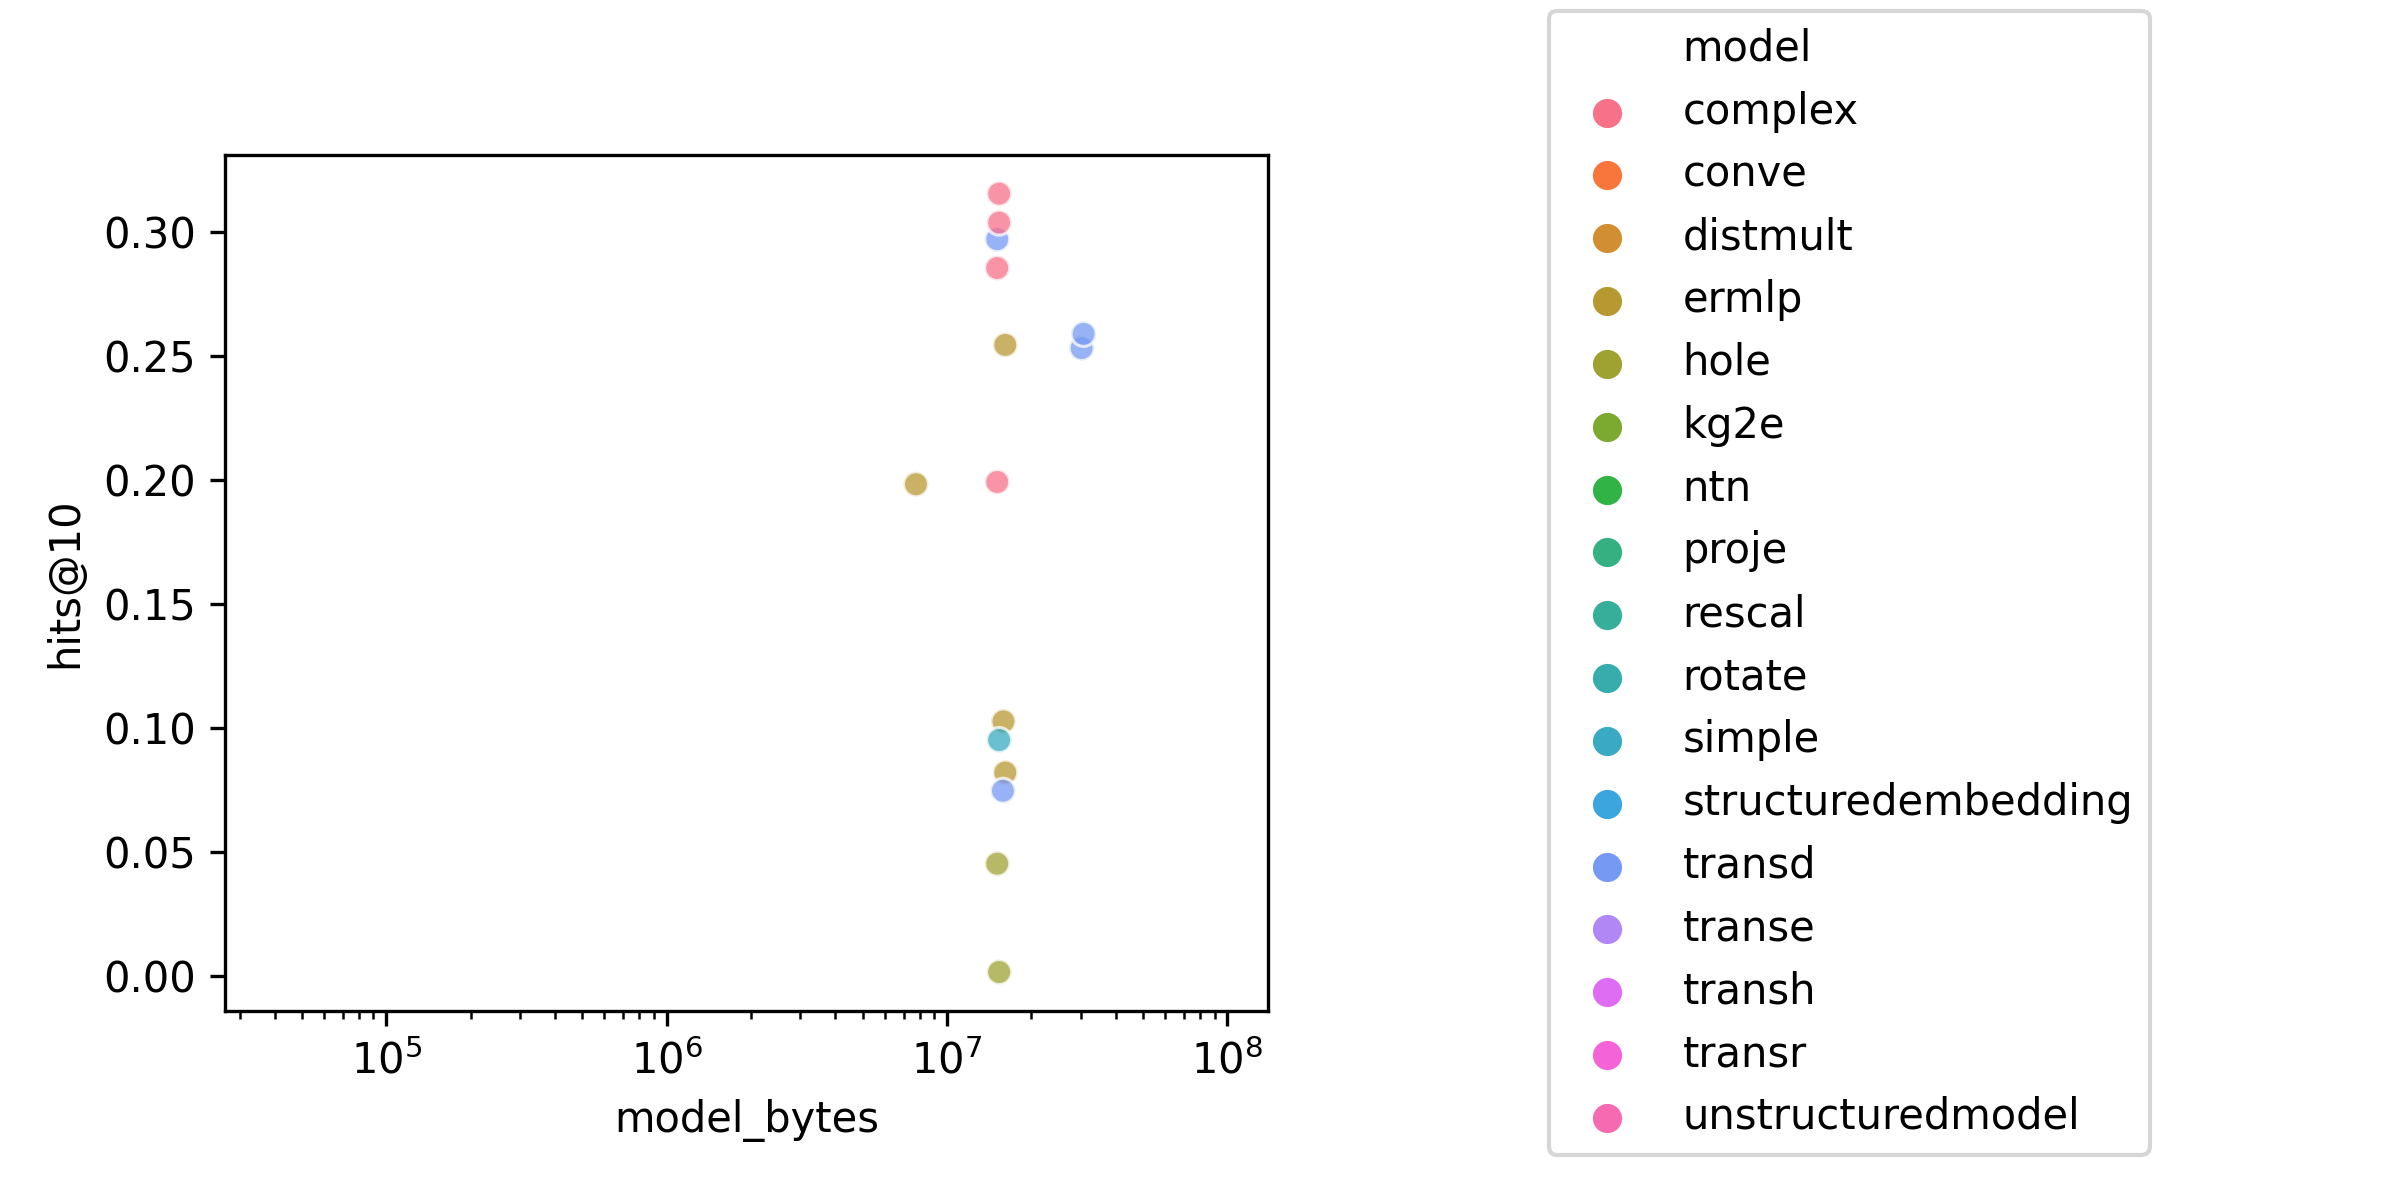 0.30
0.25
0.20
0.15
0.10
0.05
0.00
hits@10
10⁵ 10⁶ 10⁷ 10⁸
model_bytes
model
complex
conve
distmult
ermlp
hole
kg2e
ntn
proje
rescal
rotate
simple
structuredembedding
transd
transe
transh
transr
unstructuredmodel